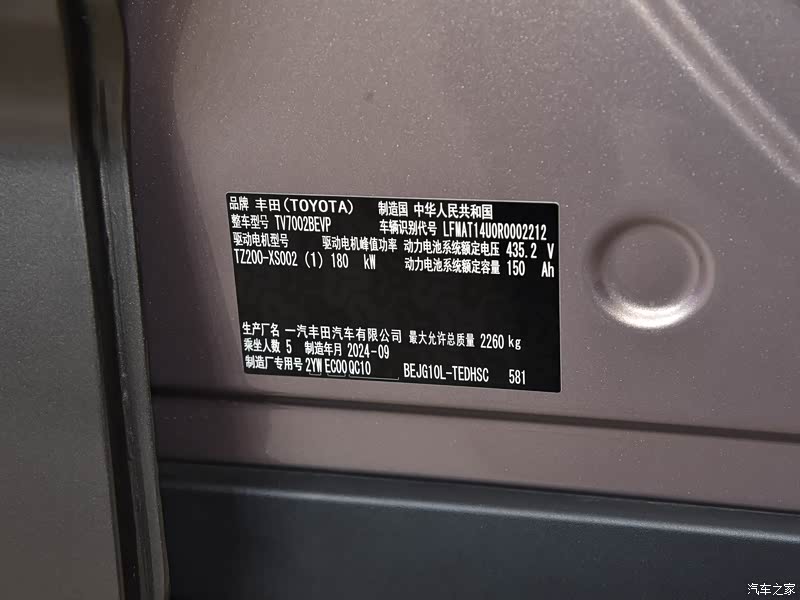 品牌 丰田(TOYOTA) 制造国 中华人民共和国
整车型号 TV7002BEVP 车辆识别代号 LFMAT14U0R0002212
驱动电机型号 驱动电机峰值功率 动力电池系统额定电压 435.2 V
TZ200-XS002 (1) 180 kW 动力电池系统额定容量 150 Ah
生产厂名 一汽丰田汽车有限公司 最大允许总质量 2260 kg
乘坐人数 5 制造年月 2024-09
制造厂专用号 2YW EC00 QC10 BEJG10L-TEDHSC 581
汽车之家